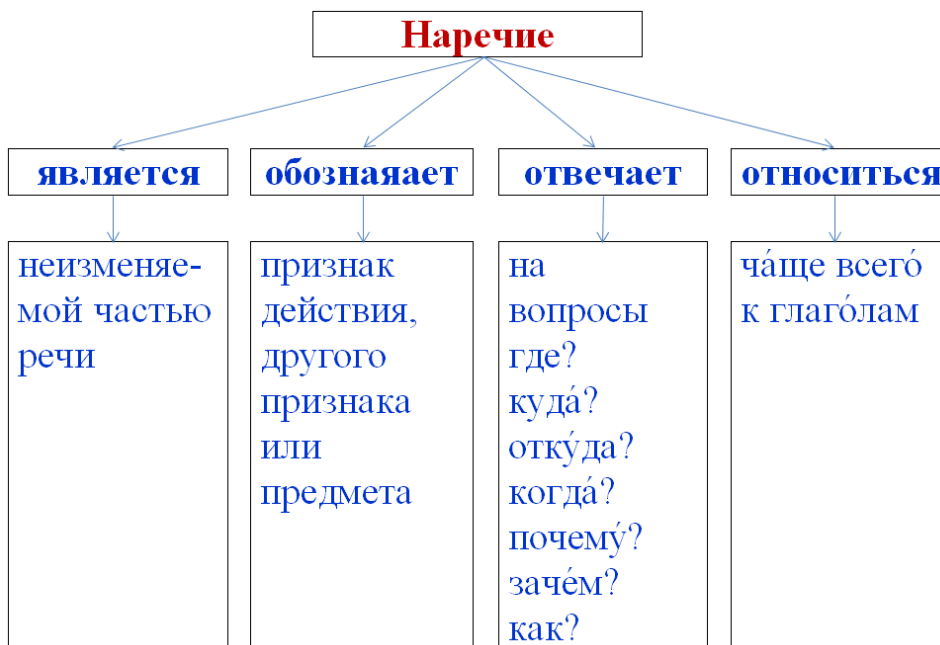 Наречие
является
обознаяает
отвечает
относиться
неизменяе-
мой частью
речи
признак
действия,
другого
признака
или
предмета
на
вопросы
где?
куда́?
отку́да?
когда́?
почему́?
заче́м?
как?
ча́ще всего́
к глаго́лам